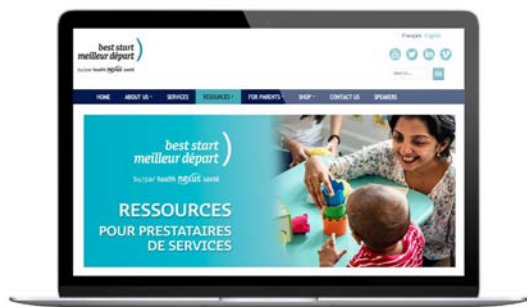 Français English
best start
meilleur départ
by/par health nexus santé
Search...
HOME ABOUT US SERVICES RESOURCES FOR PARENTS SHOP CONTACT US SPEAKERS
best start
meilleur départ
by/par health nexus santé
RESSOURCES
POUR PRESTATAIRES
DE SERVICES